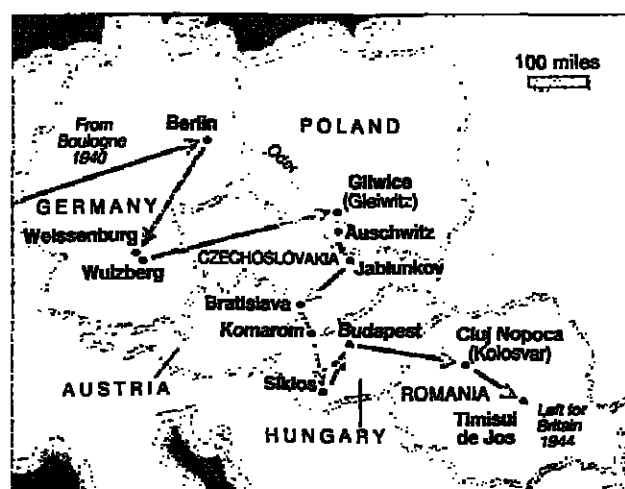 100 miles
From
Boulogne
1940
Berlin
POLAND
Oder
Gliwice
(Gleiwitz)
GERMANY
Weissenburg
Auschwitz
Wulzberg
CZECHOSLOVAKIA
Jablunkov
Bratislava
Komarom
Budapest
Cluj Nopoca
(Kolosvar)
AUSTRIA
Siklos
ROMANIA
HUNGARY
Timisul
de Jos
Left for
Britain
1944